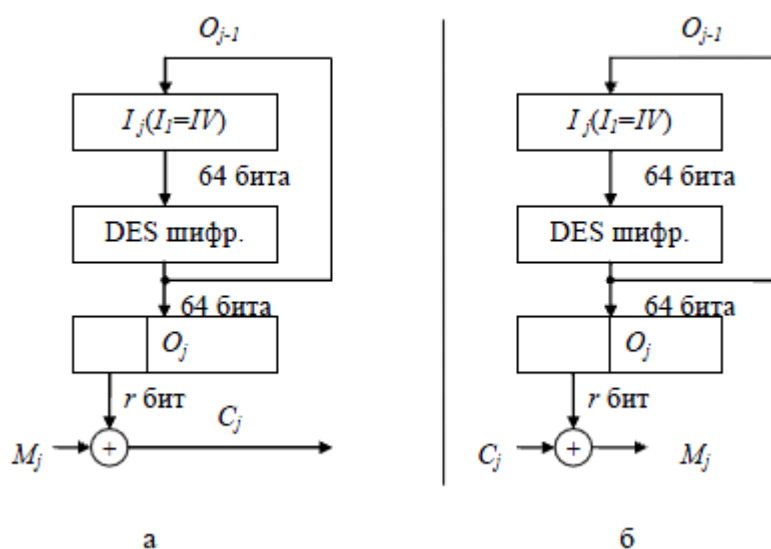 O_{j-1}
I_j(I_1=IV)
64 бита
DES шифр.
64 бита
O_j
r бит
C_j
M_j
+
а
O_{j-1}
I_j(I_1=IV)
64 бита
DES шифр.
64 бита
O_j
r бит
C_j
+
M_j
б